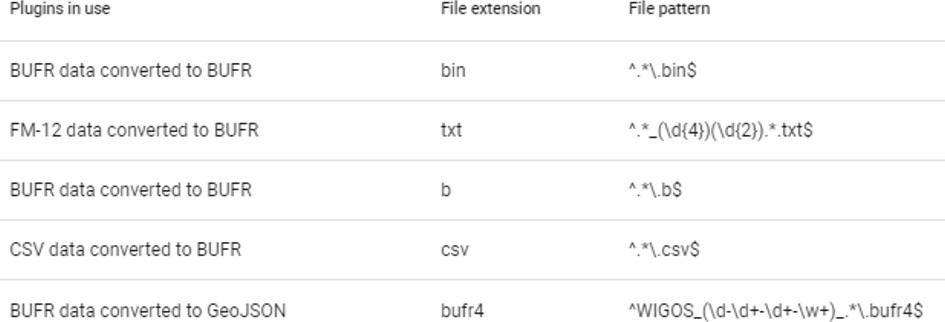 Plugins in use File extension File pattern
BUFR data converted to BUFR bin ^.*\.bin$
FM-12 data converted to BUFR txt ^.*_(\d{4})(\d{2}).*.txt$
BUFR data converted to BUFR b ^.*\.b$
CSV data converted to BUFR csv ^.*\.csv$
BUFR data converted to GeoJSON bufr4 ^WIGOS_(\d-\d+-\d+-\w+)_.*\.bufr4$